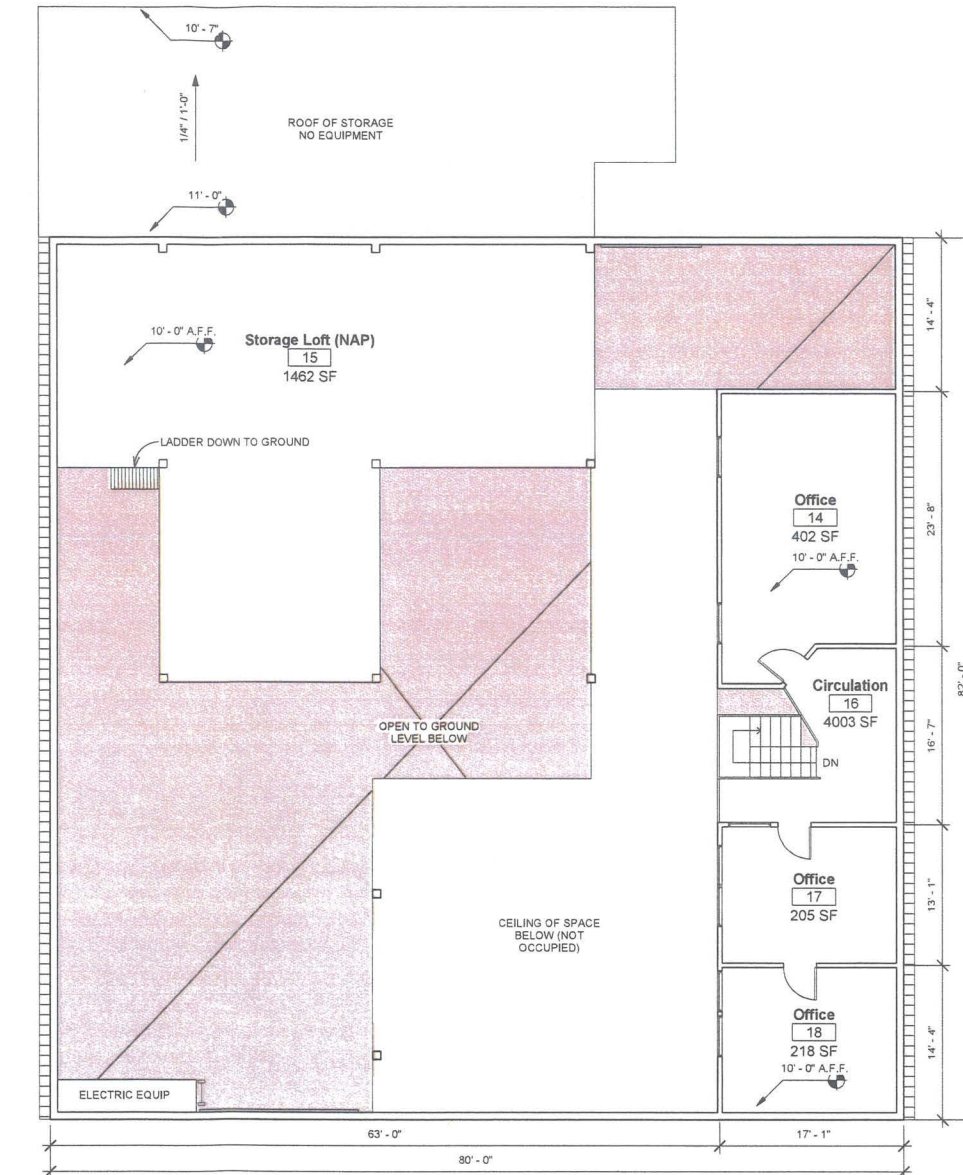 10' - 7"
1/4" / 1'-0"
ROOF OF STORAGE
NO EQUIPMENT
11' - 0"
10' - 0" A.F.F.
Storage Loft (NAP)
15
1462 SF
14' - 4"
LADDER DOWN TO GROUND
Office
14
402 SF
10' - 0" A.F.F.
23' - 8"
Circulation
16
4003 SF
OPEN TO GROUND
LEVEL BELOW
DN
16' - 7"
82' - 0"
Office
17
205 SF
13' - 1"
CEILING OF SPACE
BELOW (NOT
OCCUPIED)
Office
18
218 SF
10' - 0" A.F.F.
14' - 4"
ELECTRIC EQUIP
63' - 0"
17' - 1"
80' - 0"